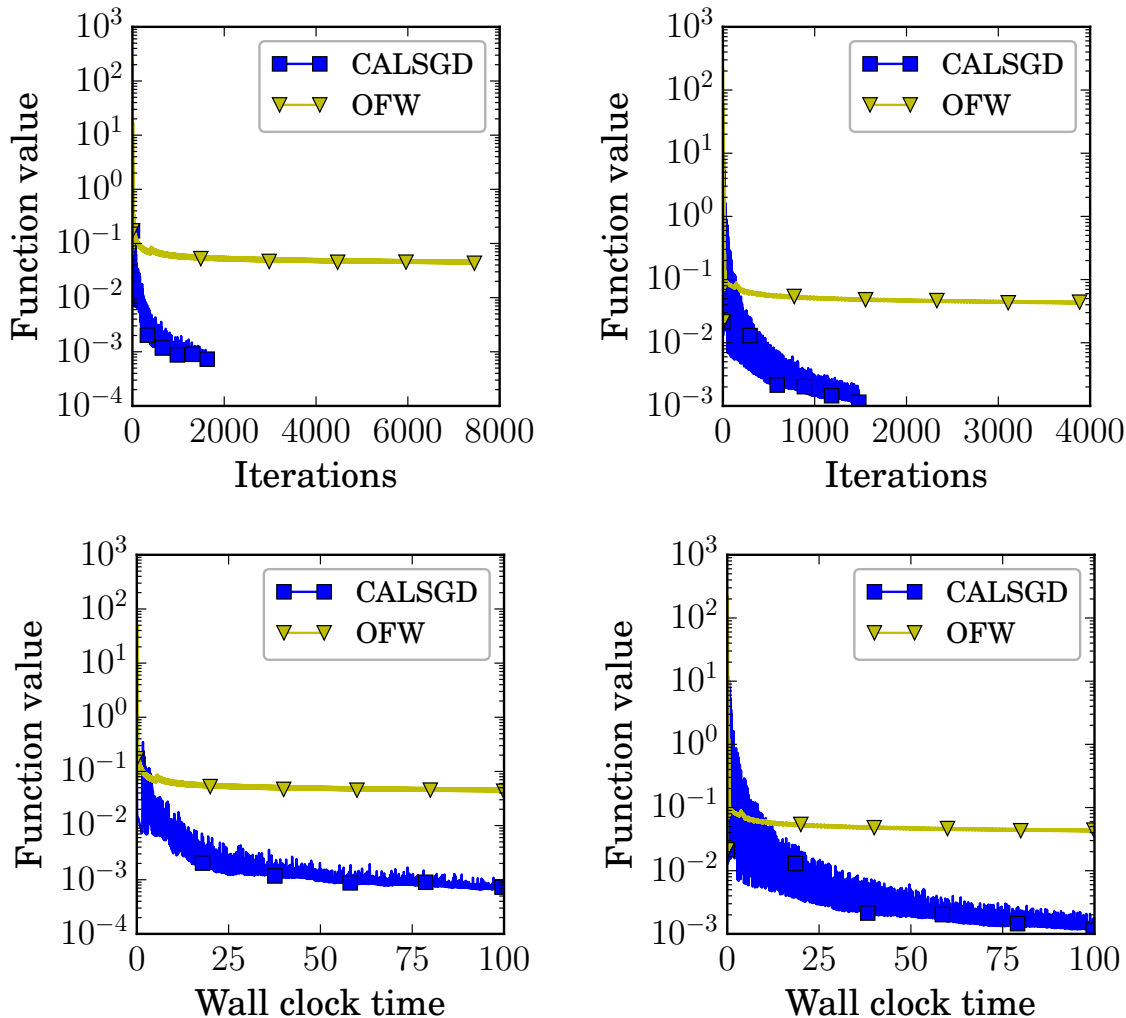 10^3
10^2
10^1
10^0
10^-1
10^-2
10^-3
10^-4
Function value
CALSGD
OFW
0 2000 4000 6000 8000
Iterations
10^3
10^2
10^1
10^0
10^-1
10^-2
10^-3
Function value
CALSGD
OFW
0 1000 2000 3000 4000
Iterations
10^3
10^2
10^1
10^0
10^-1
10^-2
10^-3
10^-4
Function value
CALSGD
OFW
0 25 50 75 100
Wall clock time
10^3
10^2
10^1
10^0
10^-1
10^-2
10^-3
Function value
CALSGD
OFW
0 25 50 75 100
Wall clock time